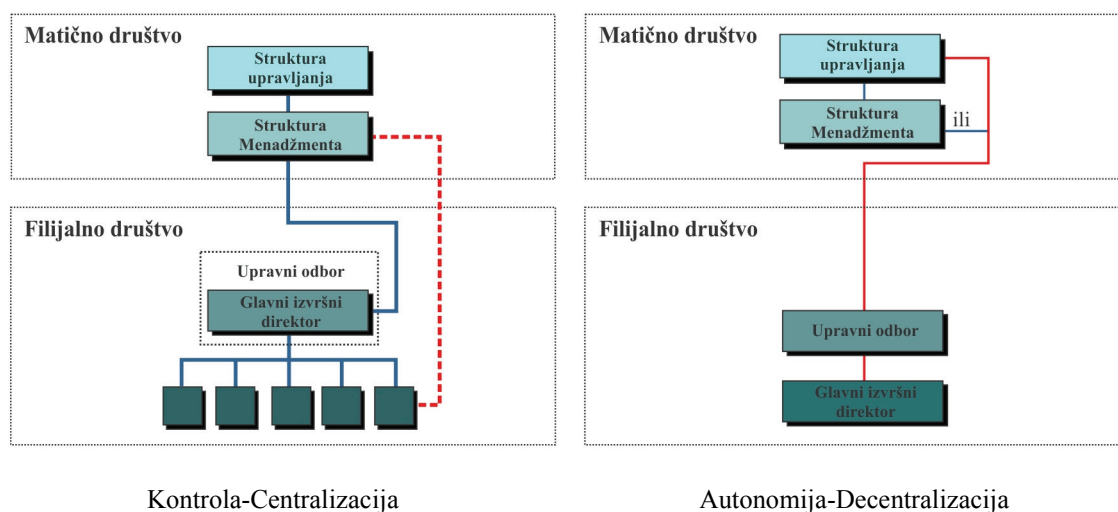 Matično društvo
Struktura
upravljanja
Struktura
Menadžmenta
Filijalno društvo
Upravni odbor
Glavni izvršni
direktor
Kontrola-Centralizacija
Matično društvo
Struktura
upravljanja
Struktura
Menadžmenta
ili
Filijalno društvo
Upravni odbor
Glavni izvršni
direktor
Autonomija-Decentralizacija